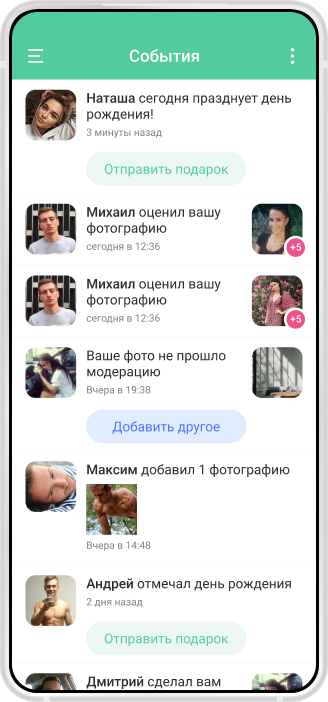 События
Наташа сегодня празднует день
рождения!
3 минуты назад
Отправить подарок
Михаил оценил вашу
фотографию
сегодня в 12:36
+5
Михаил оценил вашу
фотографию
сегодня в 12:36
+5
Ваше фото не прошло
модерацию
Вчера в 19:38
Добавить другое
Максим добавил 1 фотографию
Вчера в 14:48
Андрей отмечал день рождения
2 дня назад
Отправить подарок
Дмитрий сделал вам